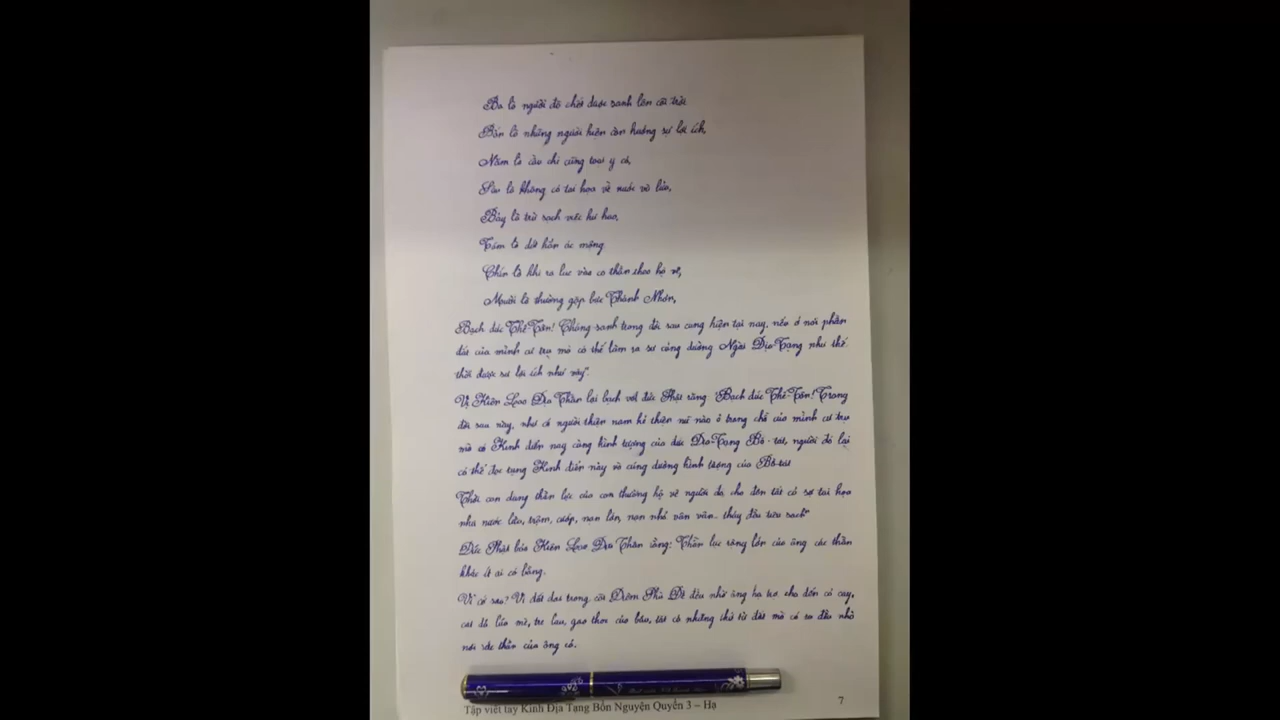 Ba là người đã chết được sanh lên cõi trời
Bốn là những người hiện còn hưởng sự lợi ích,
Năm là cầu chi cũng toại ý cả,
Sáu là không có tai họa về nước và lửa,
Bảy là trừ sạch việc hư hao,
Tám là dứt hẳn ác mộng
Chín là khi ra lúc vào có thần theo hộ vệ,
Mười là thường gặp bực Thánh Nhơn,
Bạch đức Thế-Tôn! Chúng sanh trong đời sau cùng hiện tại nay, nếu ở nơi phần
đất của mình cư trụ mà có thể làm ra sự cúng dường Ngài Địa-Tạng như thế
thời được sự lợi ích như vậy".
Vị Kiên Lao Địa Thần lại bạch với đức Phật rằng "Bạch đức Thế-Tôn! Trong
đời sau này, như có người thiện nam kẻ thiện nữ nào ở trong chỗ của mình cư trụ
mà có Kinh điển này cùng hình tượng của đức Địa-Tạng Bồ-tát, người đó lại
có thể đọc tụng Kinh điển này và cúng dường hình tượng của Bồ-tát
Thời con dùng thần lực của con thường hộ vệ người đó, cho đến tất cả sự tai họa
như nước lửu, trộm, cướp, nạn lớn, nạn nhỏ vân vân... thảy đều tiêu sạch"
Đức Phật bảo Kiên Lao Địa Thần rằng: Thần lực rộng lớn của ông các thần
khác ít ai có bằng.
Vì cớ sao? Vì đất đai trong cõi Diêm Phù Đề đều nhờ ông hộ trợ cho đến cỏ cây,
cát đá lúa mè, tre lau, gạo thóc của báu, tất cả những thứ từ đất mà có ra đều nhờ
nơi sức thần của ông cả.
Tập viết tay Kinh Địa Tạng Bổn Nguyện Quyển 3 – Hạ 7